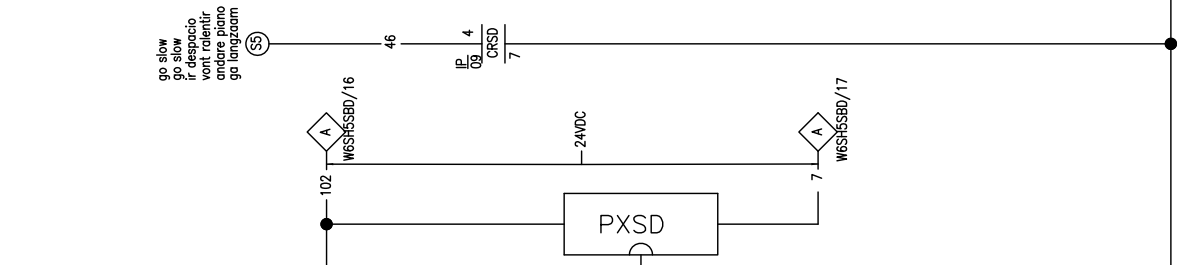 go slow
go slow
ir despacio
vont ralentir
andare piano
ga langzaam
S5
46
4
CRSD
7
IP
09
A
W6SH5SBD/16
24VDC
A
W6SH5SBD/17
102
7
PXSD